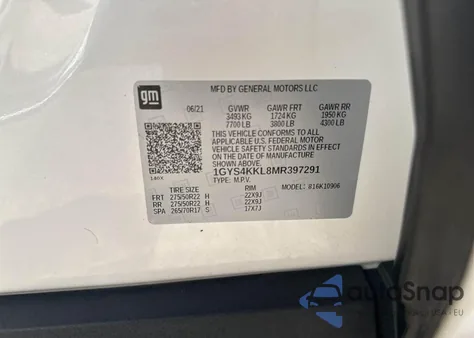 gm
MFD BY GENERAL MOTORS LLC
06/21 GVWR GAWR FRT GAWR RR
3493 KG 1724 KG 1950 KG
7700 LB 3800 LB 4300 LB
THIS VEHICLE CONFORMS TO ALL
APPLICABLE U.S. FEDERAL MOTOR
VEHICLE SAFETY STANDARDS IN EFFECT
ON THE DATE OF MANUFACTURE
SHOWN ABOVE.
1GYS4KKL8MR397291
TYPE: M.P.V. MODEL: 816K10906
TIRE SIZE RIM
FRT 275/50R22 H 22X9J
RR 275/50R22 H 22X9J
SPA 265/70R17 S 17X7J
autoSnap